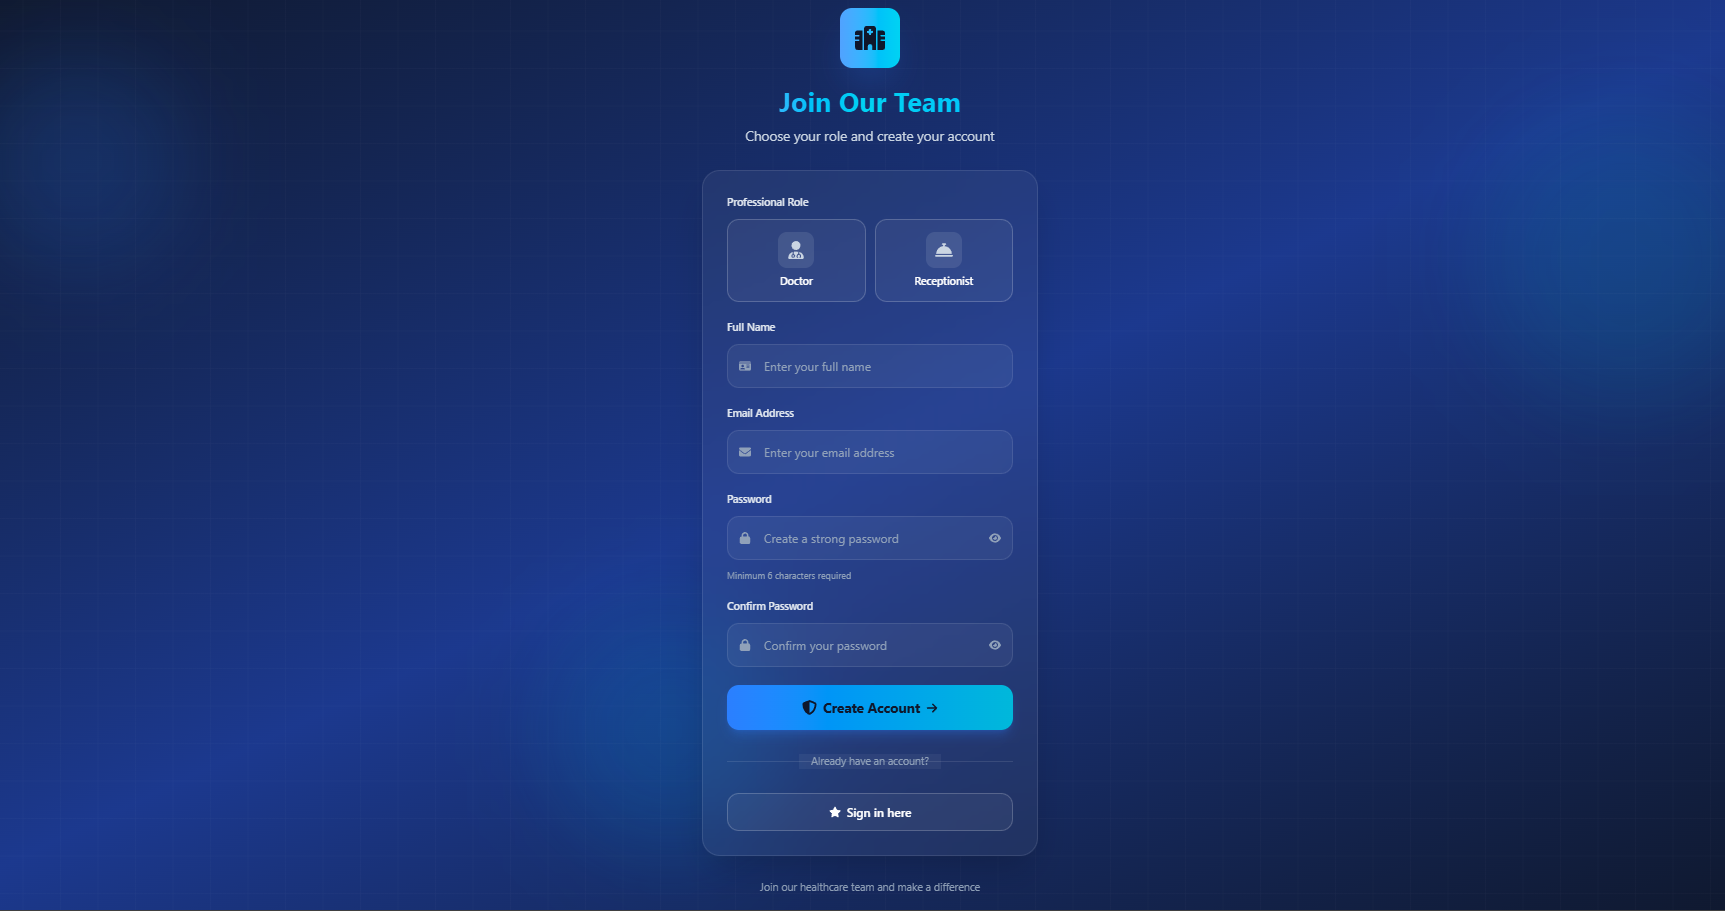 Join Our Team
Choose your role and create your account
Professional Role
Doctor
Receptionist
Full Name
Enter your full name
Email Address
Enter your email address
Password
Create a strong password
Minimum 6 characters required
Confirm Password
Confirm your password
Create Account
Already have an account?
Sign in here
Join our healthcare team and make a difference